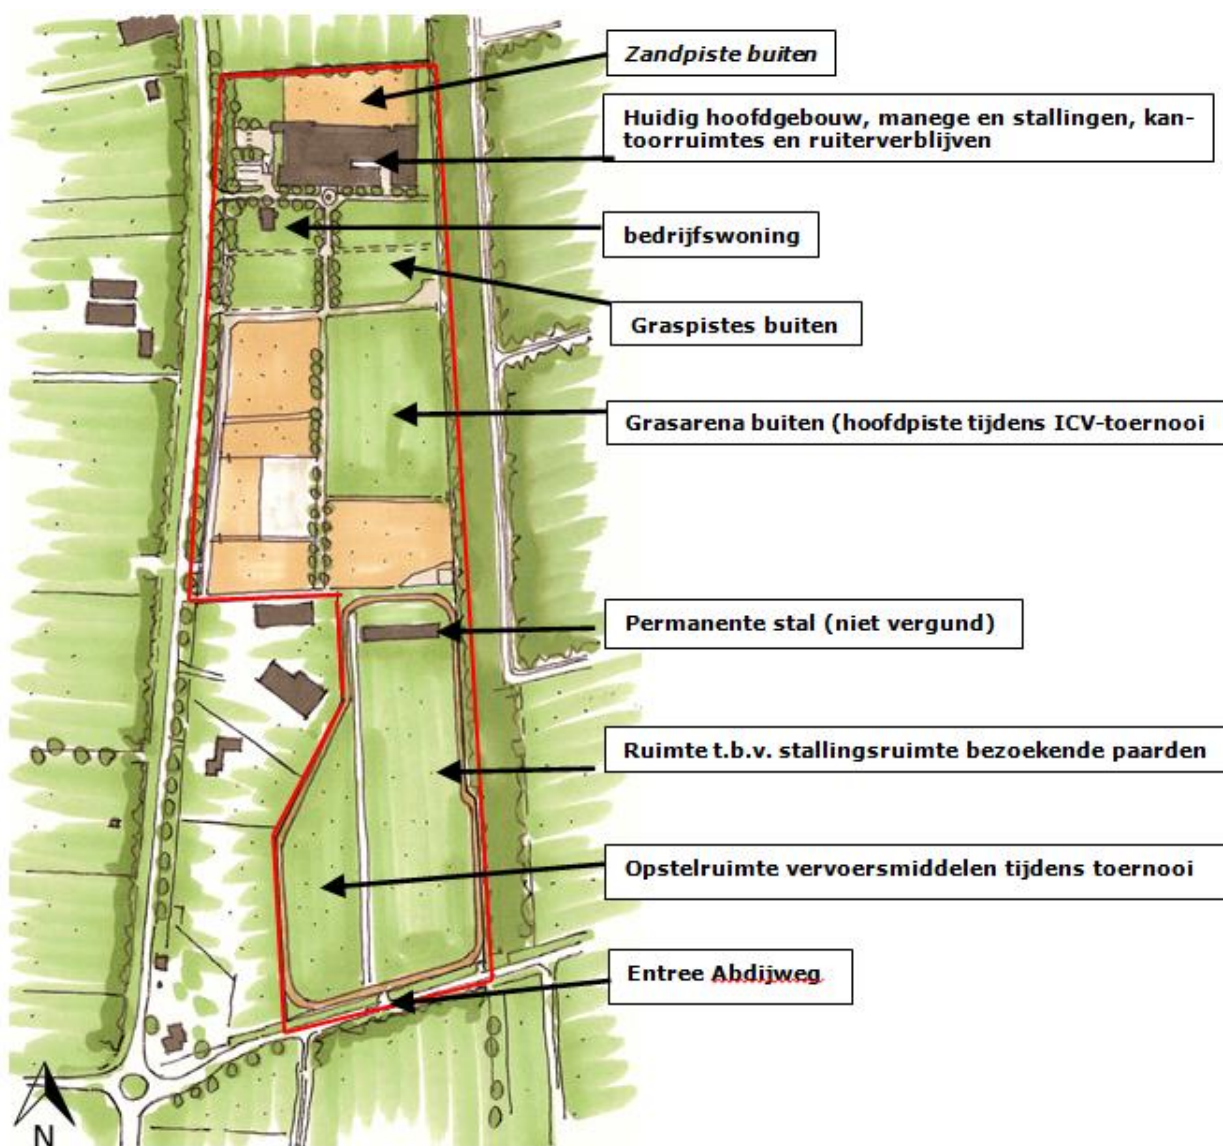 Zandpiste buiten
Huidig hoofdgebouw, manege en stallingen, kan-
toorruimtes en ruiterverblijven
bedrijfswoning
Graspistes buiten
Grasarena buiten (hoofdpiste tijdens ICV-toernooi
Permanente stal (niet vergund)
Ruimte t.b.v. stallingsruimte bezoekende paarden
Opstelruimte vervoersmiddelen tijdens toernooi
Entree Abdijweg
N